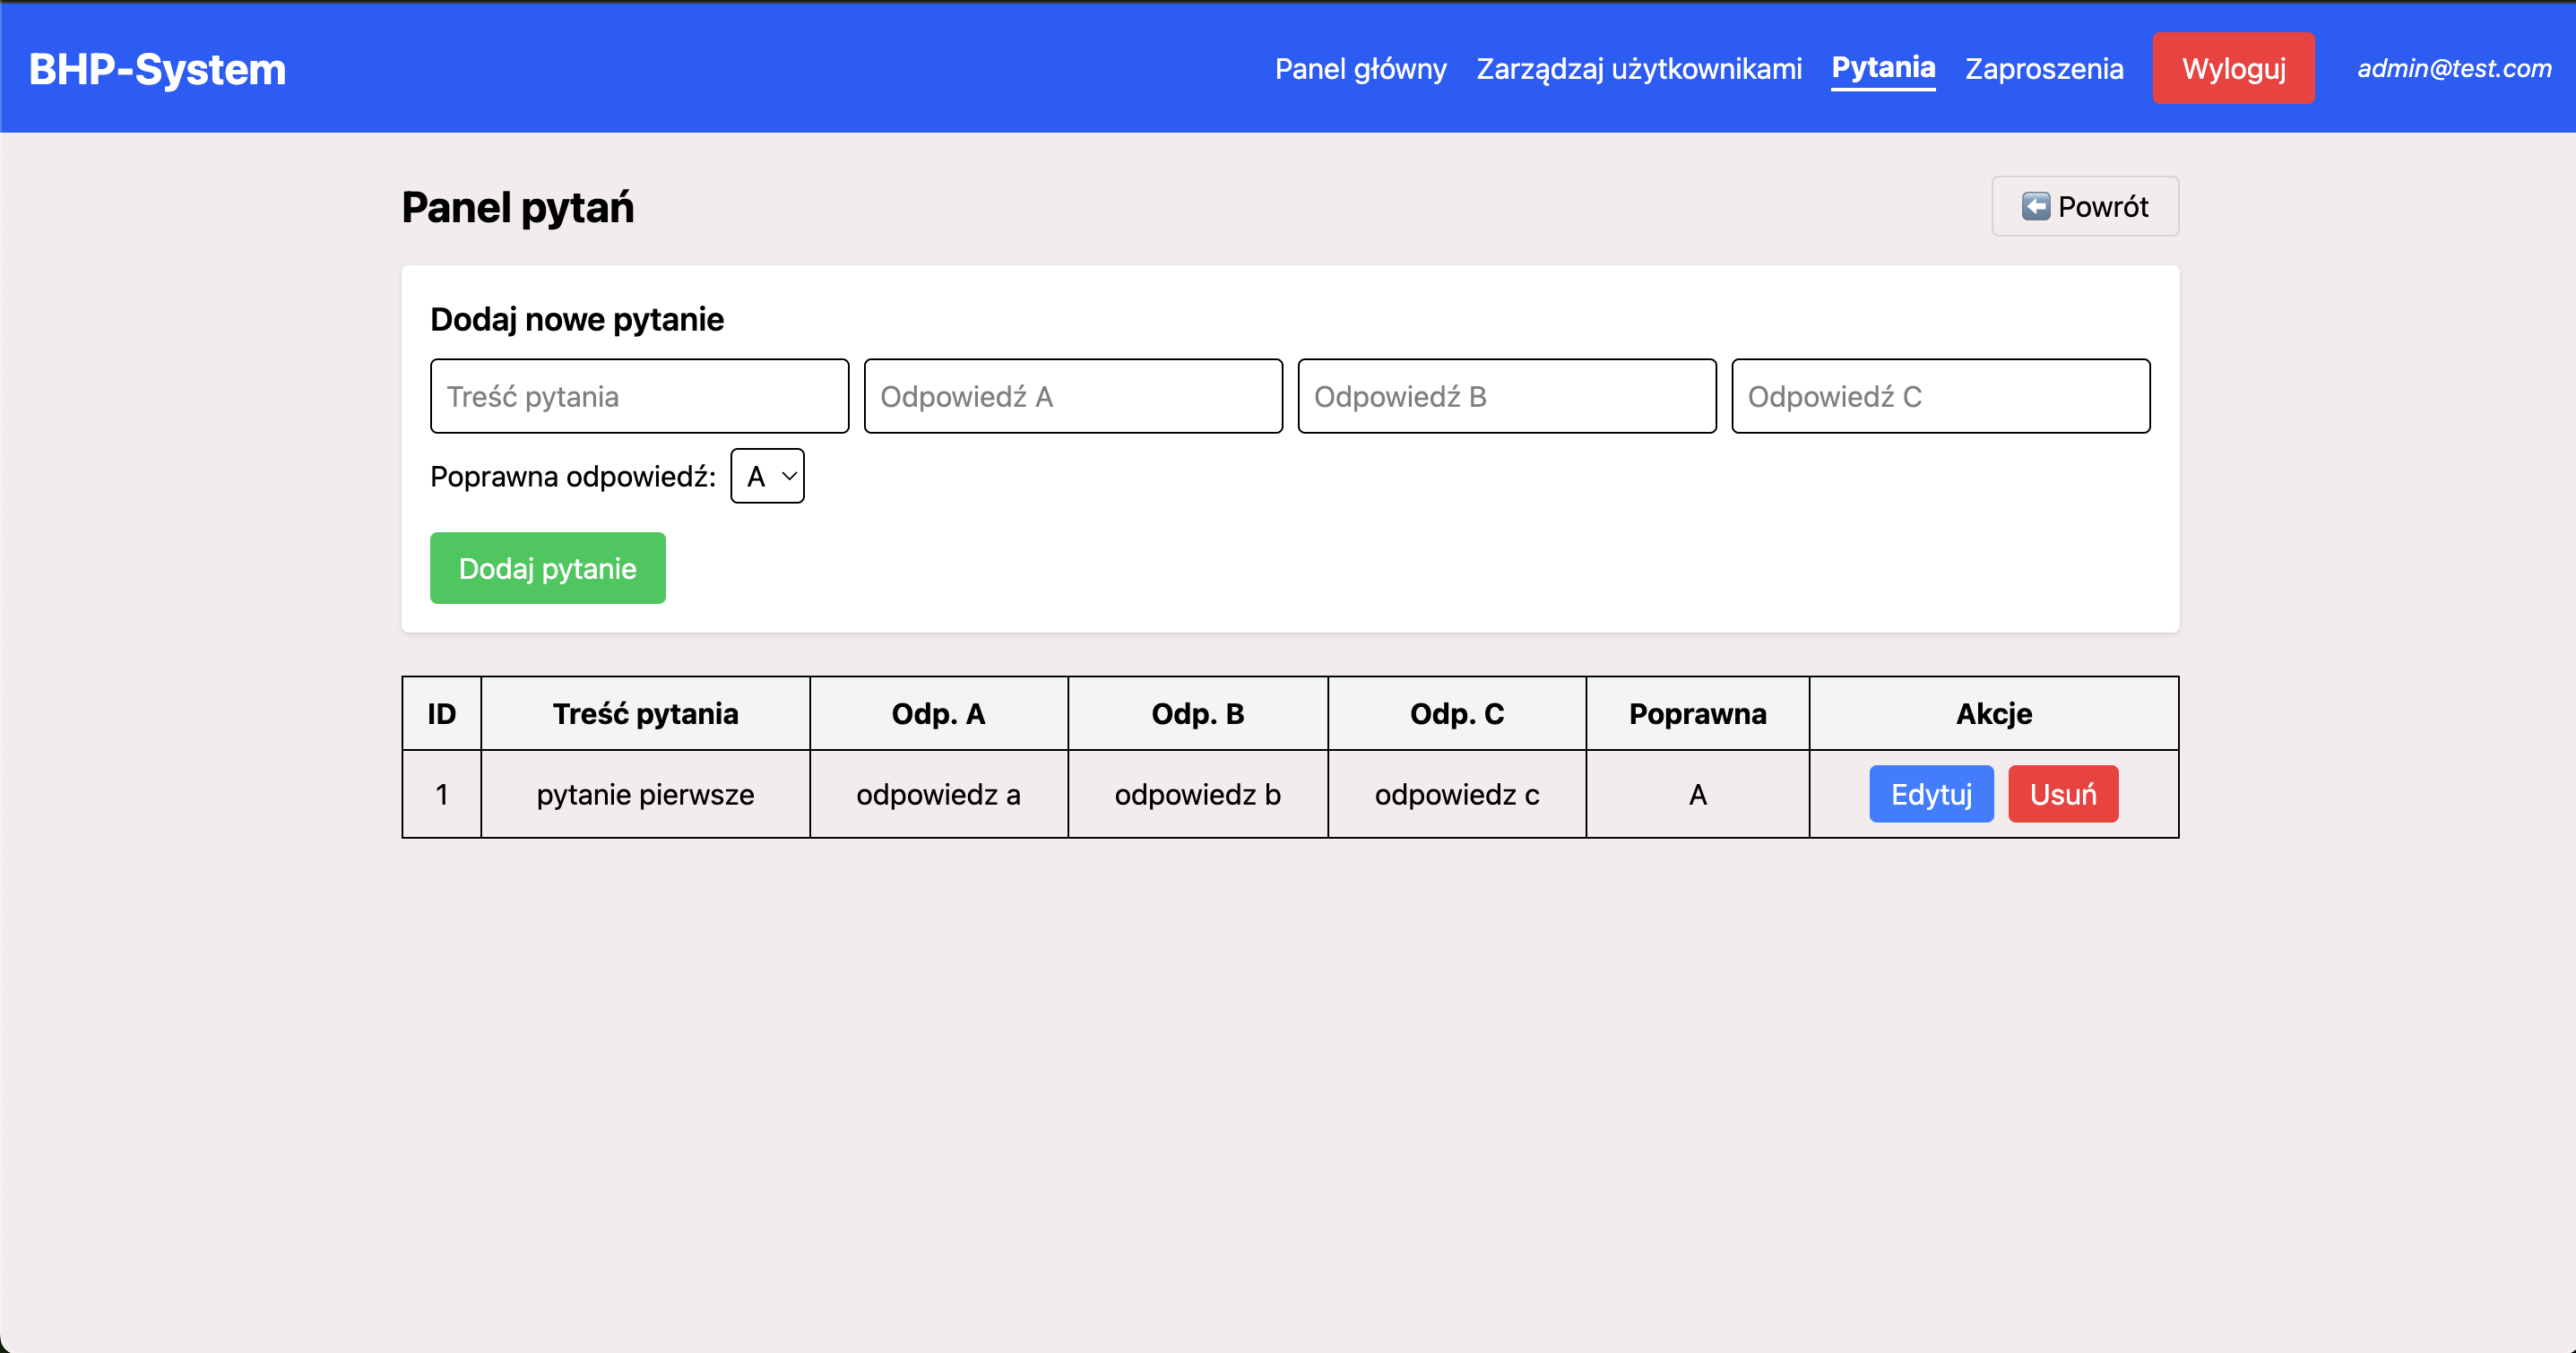 BHP-System
Panel główny Zarządzaj użytkownikami Pytania Zaproszenia Wyloguj admin@test.com
Panel pytań
Powrót
Dodaj nowe pytanie
Treść pytania Odpowiedź A Odpowiedź B Odpowiedź C
Poprawna odpowiedź: A
Dodaj pytanie
ID Treść pytania Odp. A Odp. B Odp. C Poprawna Akcje
1 pytanie pierwsze odpowiedz a odpowiedz b odpowiedz c A Edytuj Usuń